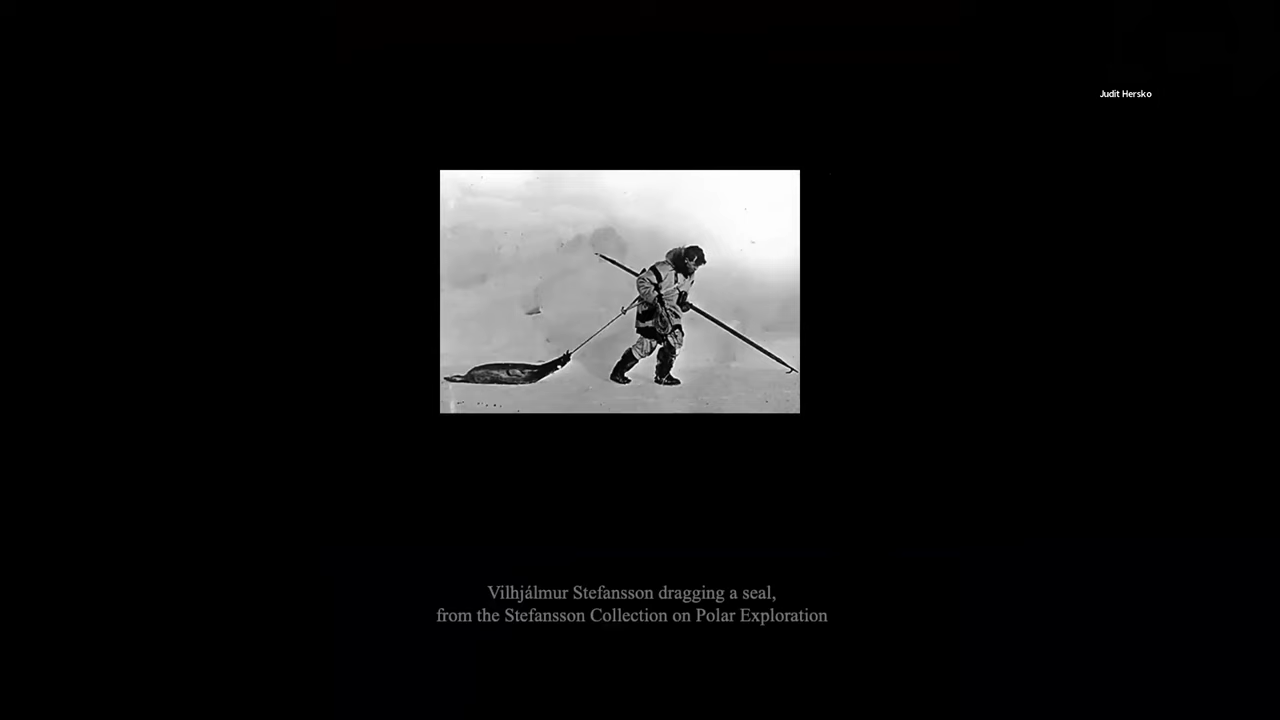 Judit Hersko
Vilhjálmur Stefansson dragging a seal,
from the Stefansson Collection on Polar Exploration